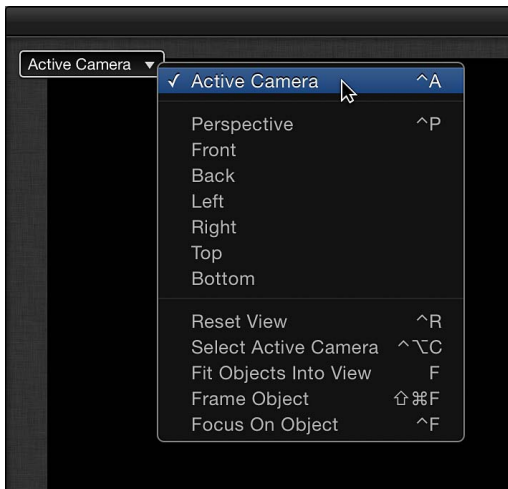 Active Camera ▼
✓ Active Camera ^A
Perspective ^P
Front
Back
Left
Right
Top
Bottom
Reset View ^R
Select Active Camera ^⌥C
Fit Objects Into View F
Frame Object ⇧⌘F
Focus On Object ^F